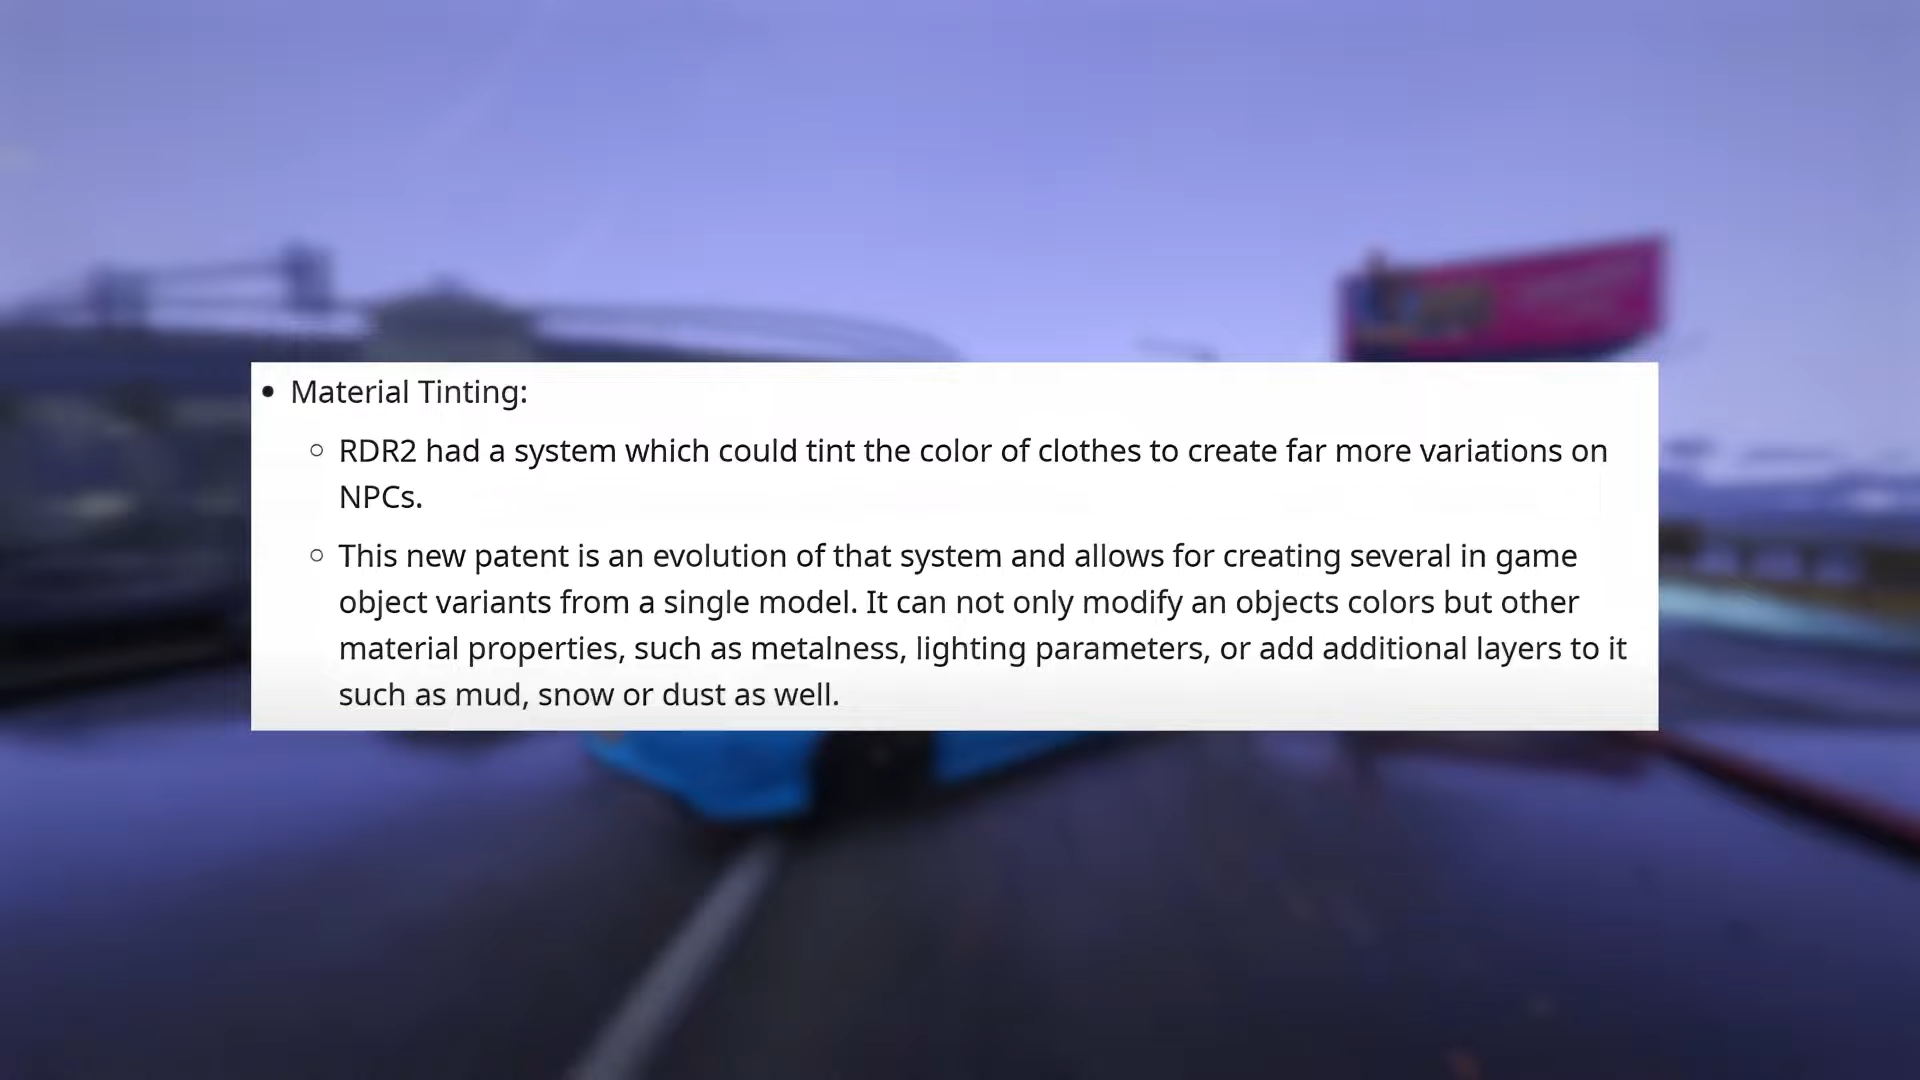 • Material Tinting:
○ RDR2 had a system which could tint the color of clothes to create far more variations on
NPCs.
○ This new patent is an evolution of that system and allows for creating several in game
object variants from a single model. It can not only modify an objects colors but other
material properties, such as metalness, lighting parameters, or add additional layers to it
such as mud, snow or dust as well.